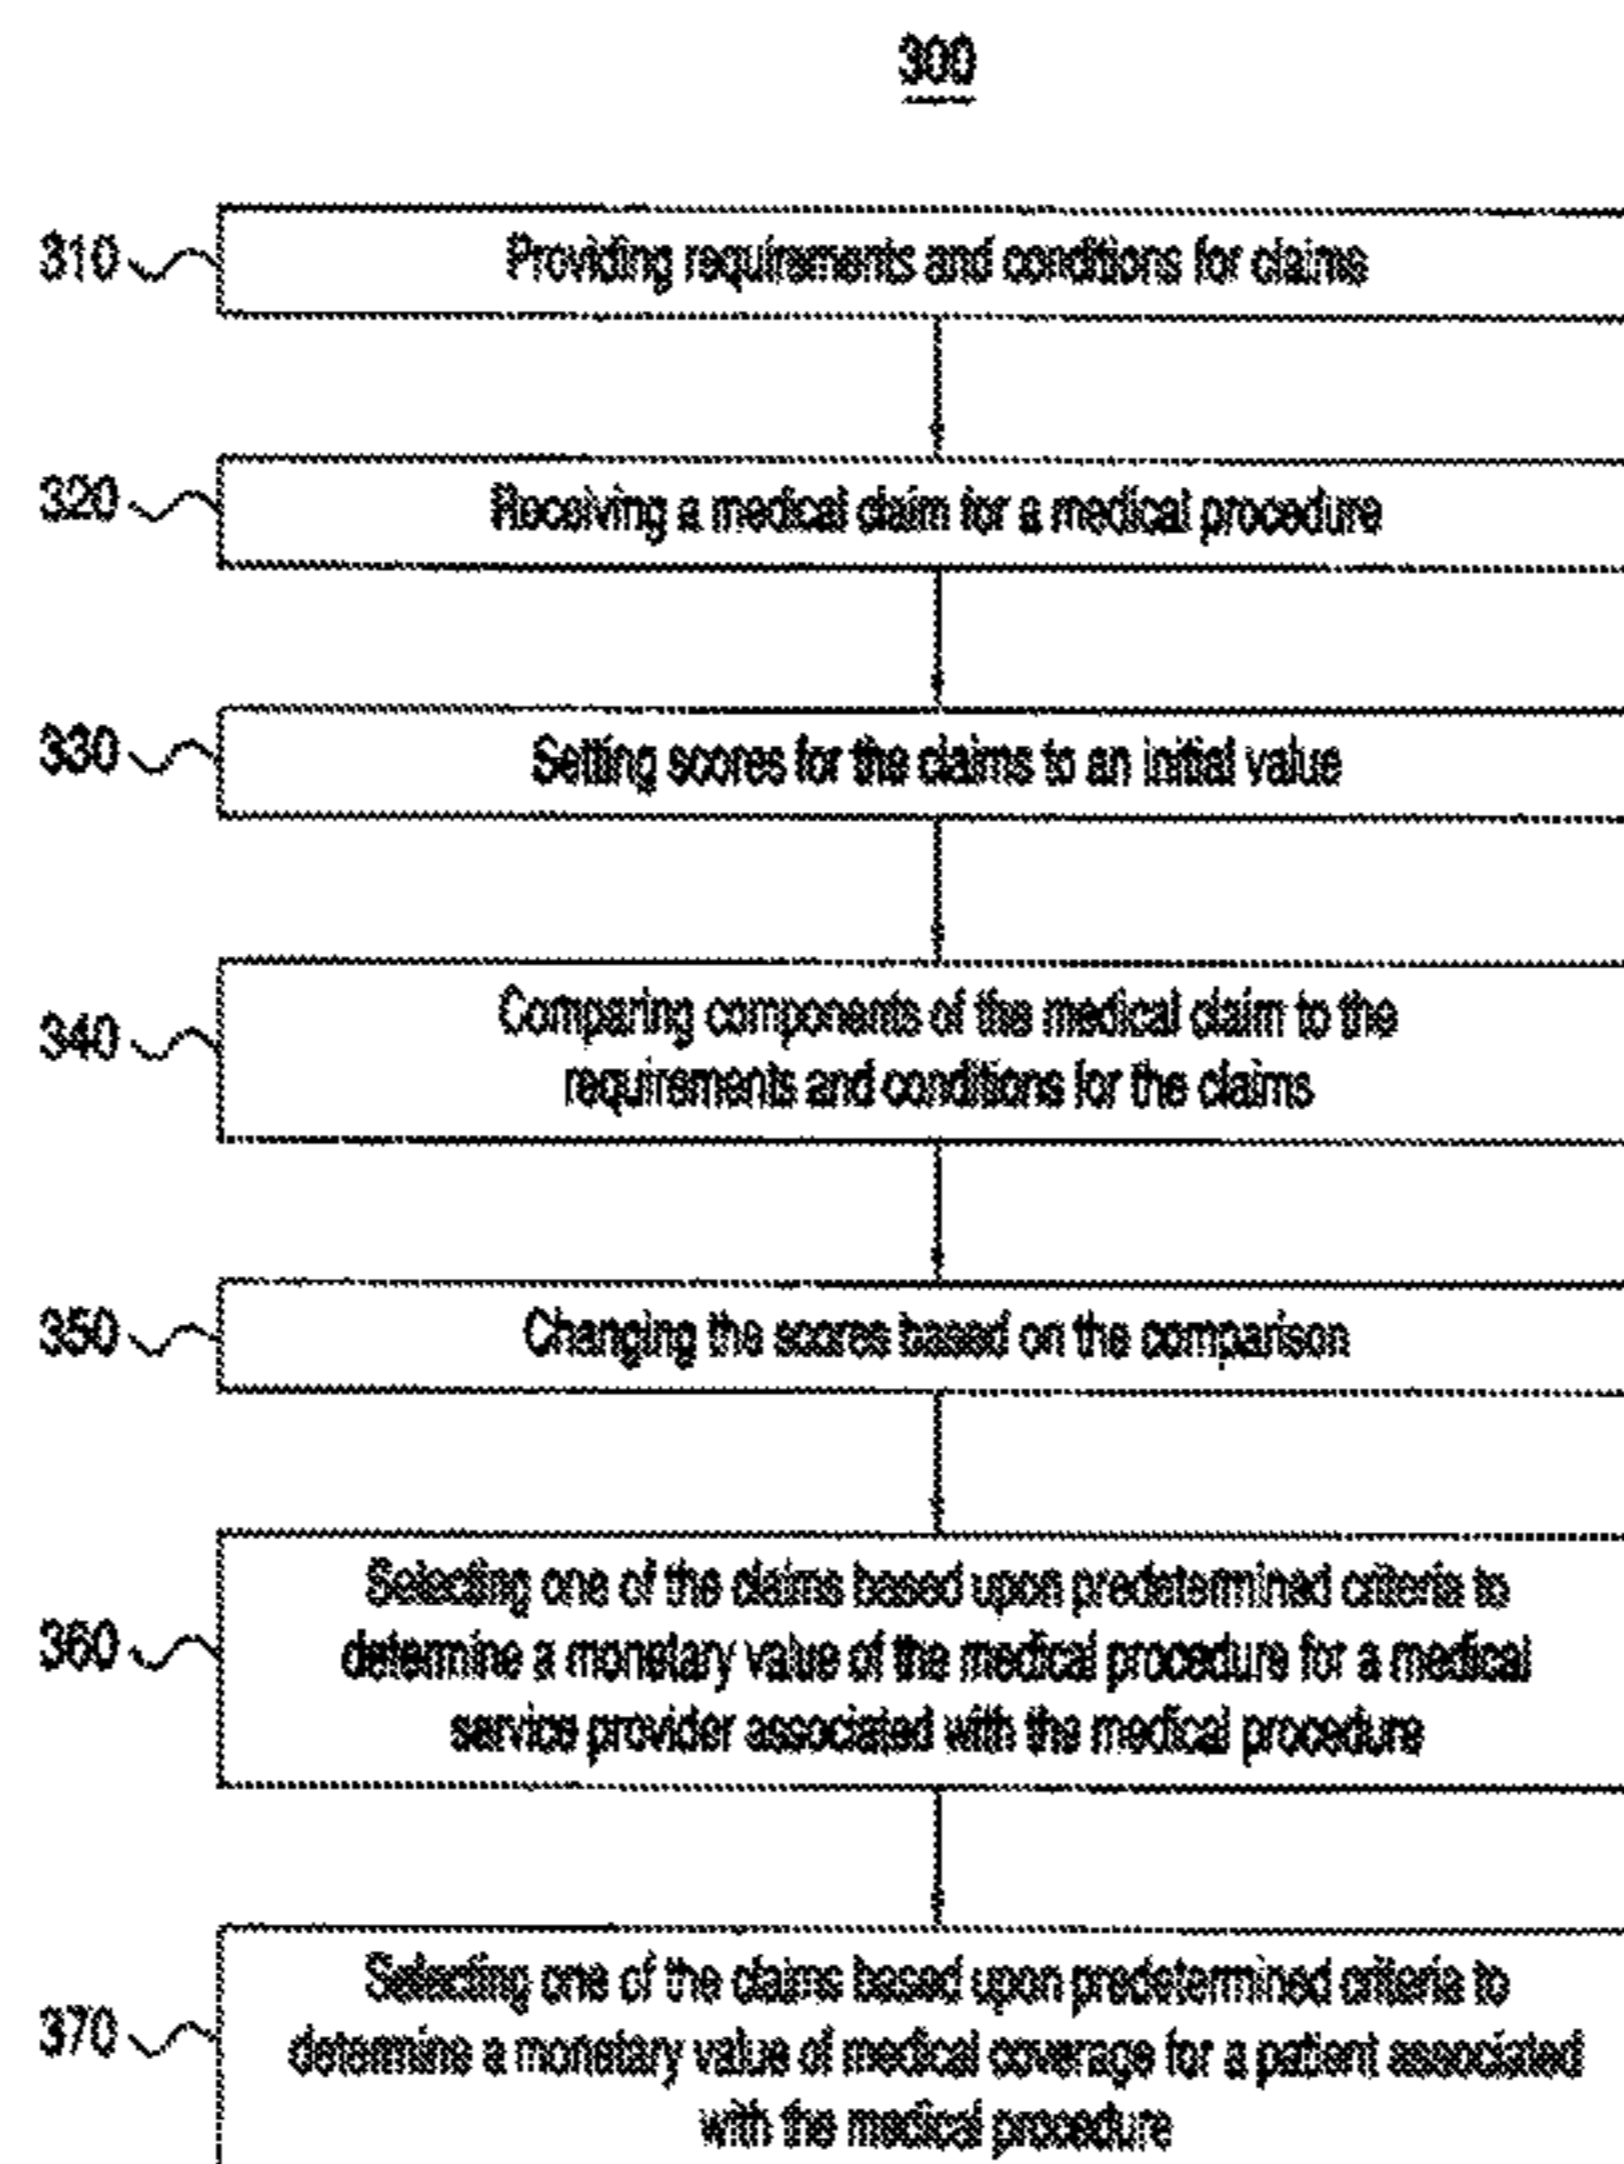 300
310 Providing requirements and conditions for claims
320 Receiving a medical claim for a medical procedure
330 Setting scores for the claims to an initial value
340 Comparing components of the medical claim to the
requirements and conditions for the claims
350 Changing the scores based on the comparison
Selecting one of the claims based upon predetermined criteria to
360 determine a monetary value of the medical procedure for a medical
service provider associated with the medical procedure
Selecting one of the claims based upon predetermined criteria to
370 determine a monetary value of medical coverage for a patient associated
with the medical procedure